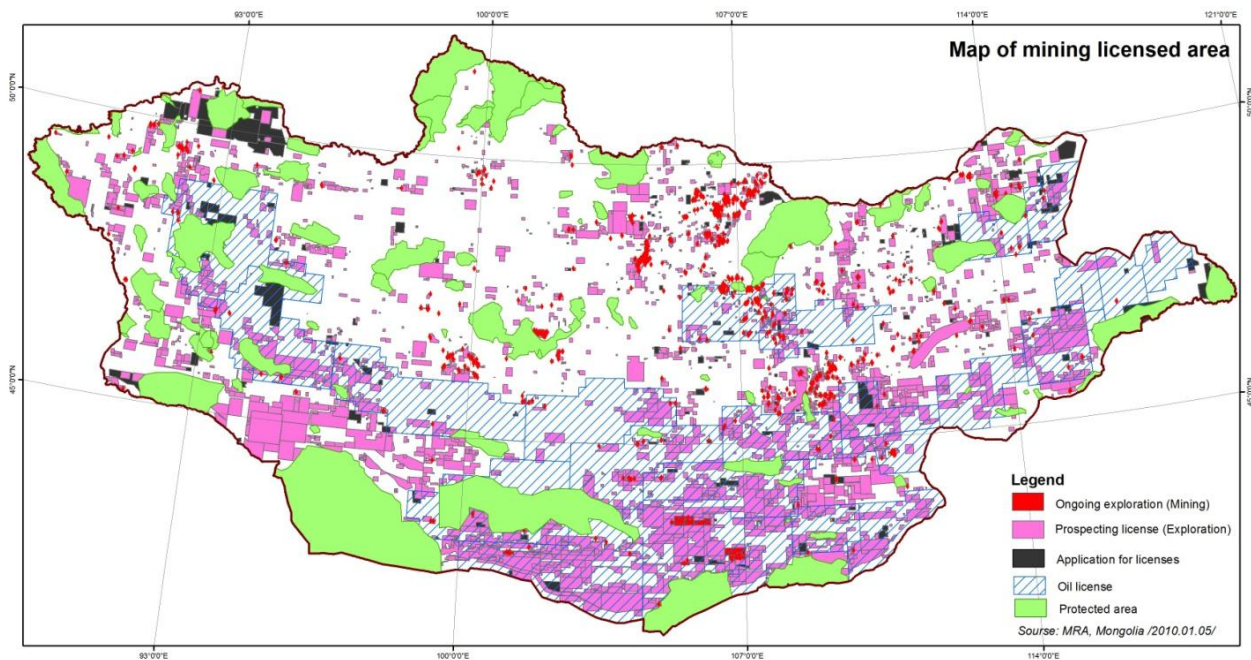 93°0'0"E 100°0'0"E 107°0'0"E 114°0'0"E 121°0'0"E
Map of mining licensed area
50°0'0"N
45°0'0"N
Legend
Ongoing exploration (Mining)
Prospecting license (Exploration)
Application for licenses
Oil license
Protected area
Sourse: MRA, Mongolia /2010.01.05/
93°0'0"E 100°0'0"E 107°0'0"E 114°0'0"E